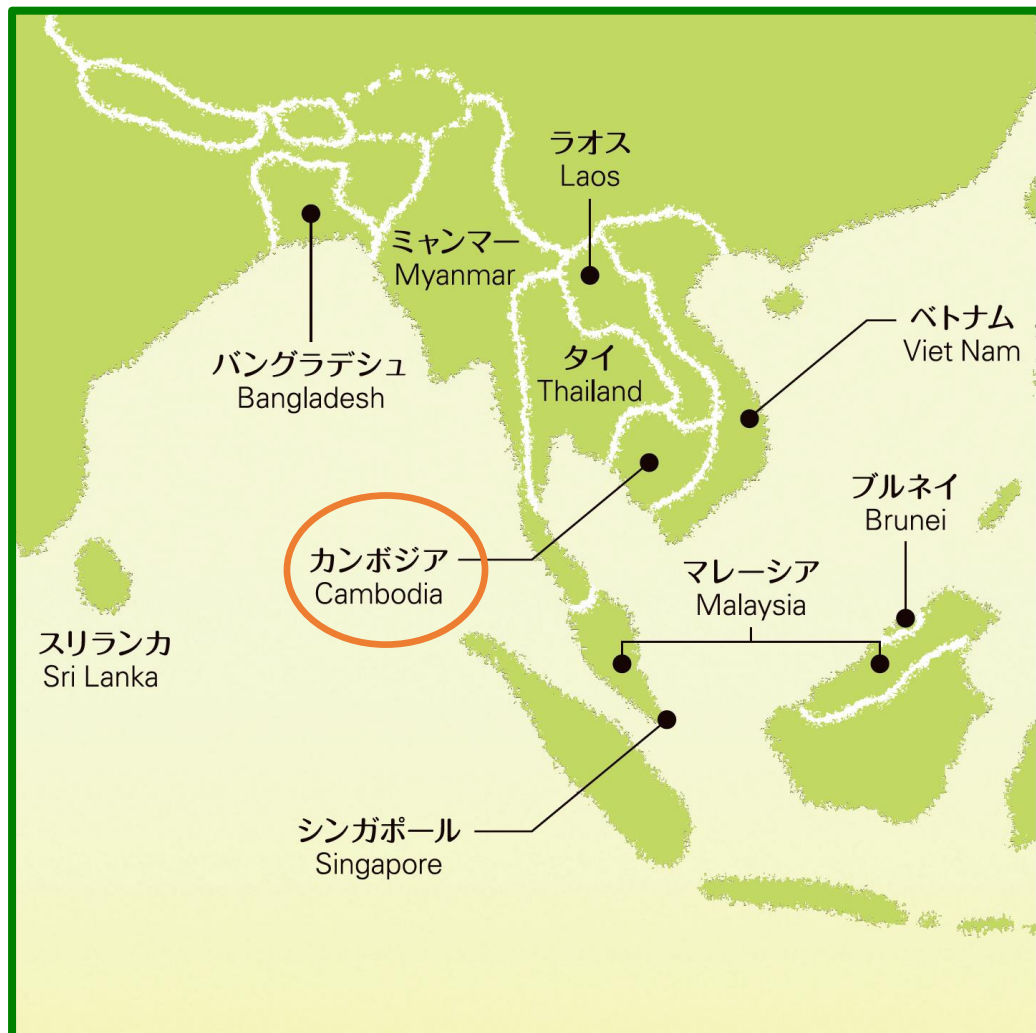 ラオス
Laos
ミャンマー
Myanmar
ベトナム
Viet Nam
バングラデシュ
Bangladesh
タイ
Thailand
ブルネイ
Brunei
カンボジア
Cambodia
マレーシア
Malaysia
スリランカ
Sri Lanka
シンガポール
Singapore